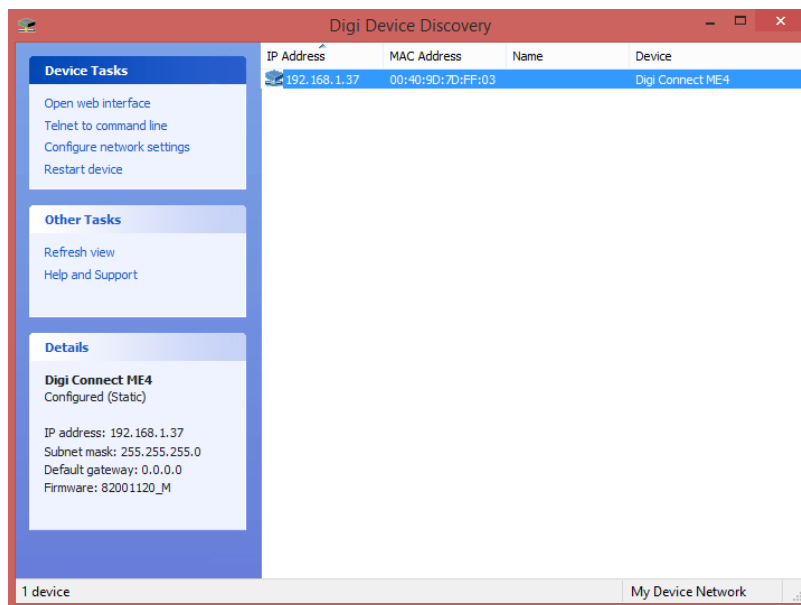 Digi Device Discovery
Device Tasks
Open web interface
Telnet to command line
Configure network settings
Restart device
Other Tasks
Refresh view
Help and Support
Details
Digi Connect ME4
Configured (Static)
IP address: 192.168.1.37
Subnet mask: 255.255.255.0
Default gateway: 0.0.0.0
Firmware: 82001120_M
IP Address MAC Address Name Device
192.168.1.37 00:40:9D:7D:FF:03 Digi Connect ME4
1 device My Device Network